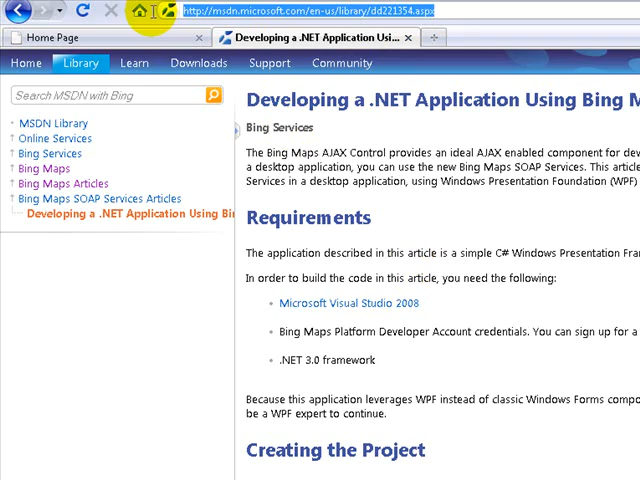 http://msdn.microsoft.com/en-us/library/dd221354.aspx
Home Page
Developing a .NET Application Usi...
Home Library Learn Downloads Support Community
Search MSDN with Bing
MSDN Library
Online Services
Bing Services
Bing Maps
Bing Maps Articles
Bing Maps SOAP Services Articles
Developing a .NET Application Using Bin
Developing a .NET Application Using Bing M
Bing Services
The Bing Maps AJAX Control provides an ideal AJAX enabled component for dev
a desktop application, you can use the new Bing Maps SOAP Services. This article
Services in a desktop application, using Windows Presentation Foundation (WPF)
Requirements
The application described in this article is a simple C# Windows Presentation Fra
In order to build the code in this article, you need the following:
Microsoft Visual Studio 2008
Bing Maps Platform Developer Account credentials. You can sign up for a
.NET 3.0 framework
Because this application leverages WPF instead of classic Windows Forms compo
be a WPF expert to continue.
Creating the Project